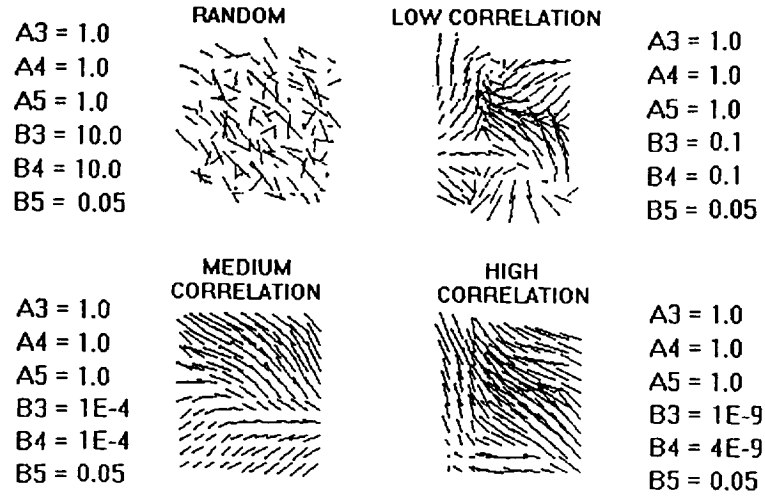 RANDOM
A3 = 1.0
A4 = 1.0
A5 = 1.0
B3 = 10.0
B4 = 10.0
B5 = 0.05
LOW CORRELATION
A3 = 1.0
A4 = 1.0
A5 = 1.0
B3 = 0.1
B4 = 0.1
B5 = 0.05
MEDIUM
CORRELATION
A3 = 1.0
A4 = 1.0
A5 = 1.0
B3 = 1E-4
B4 = 1E-4
B5 = 0.05
HIGH
CORRELATION
A3 = 1.0
A4 = 1.0
A5 = 1.0
B3 = 1E-9
B4 = 4E-9
B5 = 0.05